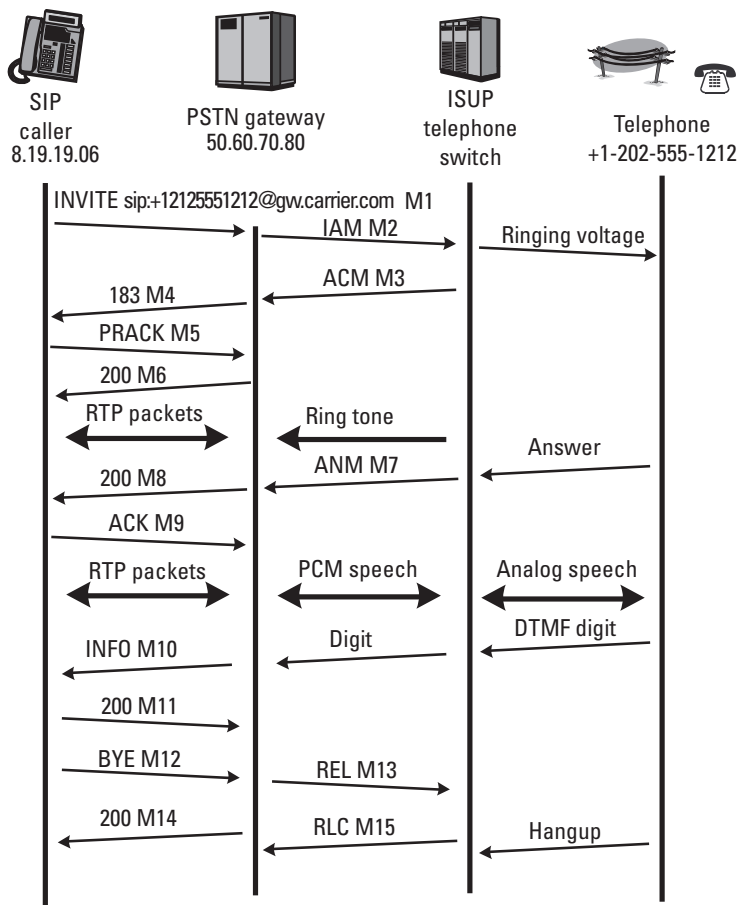 SIP
caller
8.19.19.06
PSTN gateway
50.60.70.80
ISUP
telephone
switch
Telephone
+1-202-555-1212
INVITE sip:+12125551212@gw.carrier.com M1
IAM M2
Ringing voltage
ACM M3
183 M4
PRACK M5
200 M6
RTP packets
Ring tone
Answer
ANM M7
200 M8
ACK M9
RTP packets
PCM speech
Analog speech
DTMF digit
Digit
INFO M10
200 M11
BYE M12
REL M13
200 M14
RLC M15
Hangup